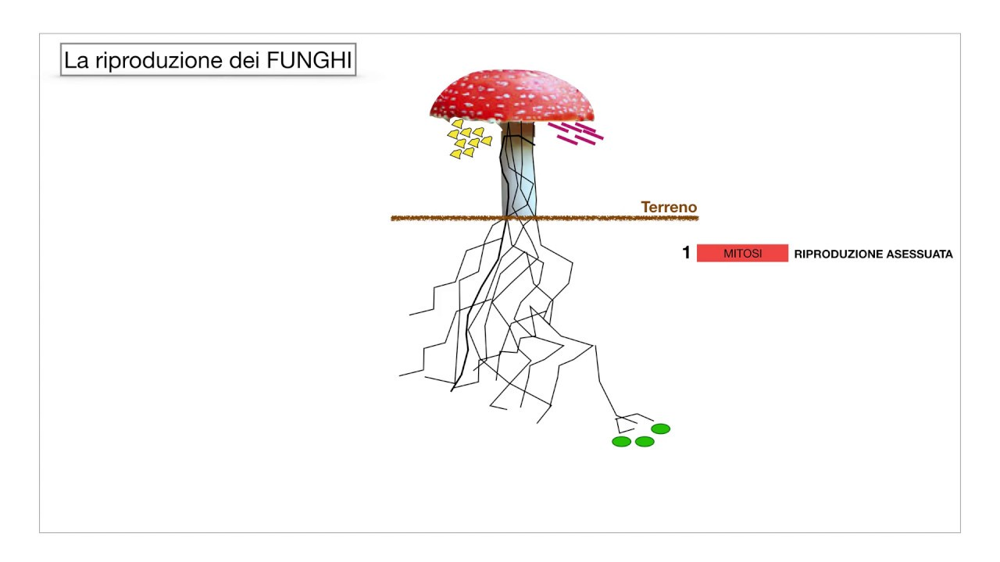 La riproduzione dei FUNGHI
Terreno
1 MITOSI RIPRODUZIONE ASESSUATA